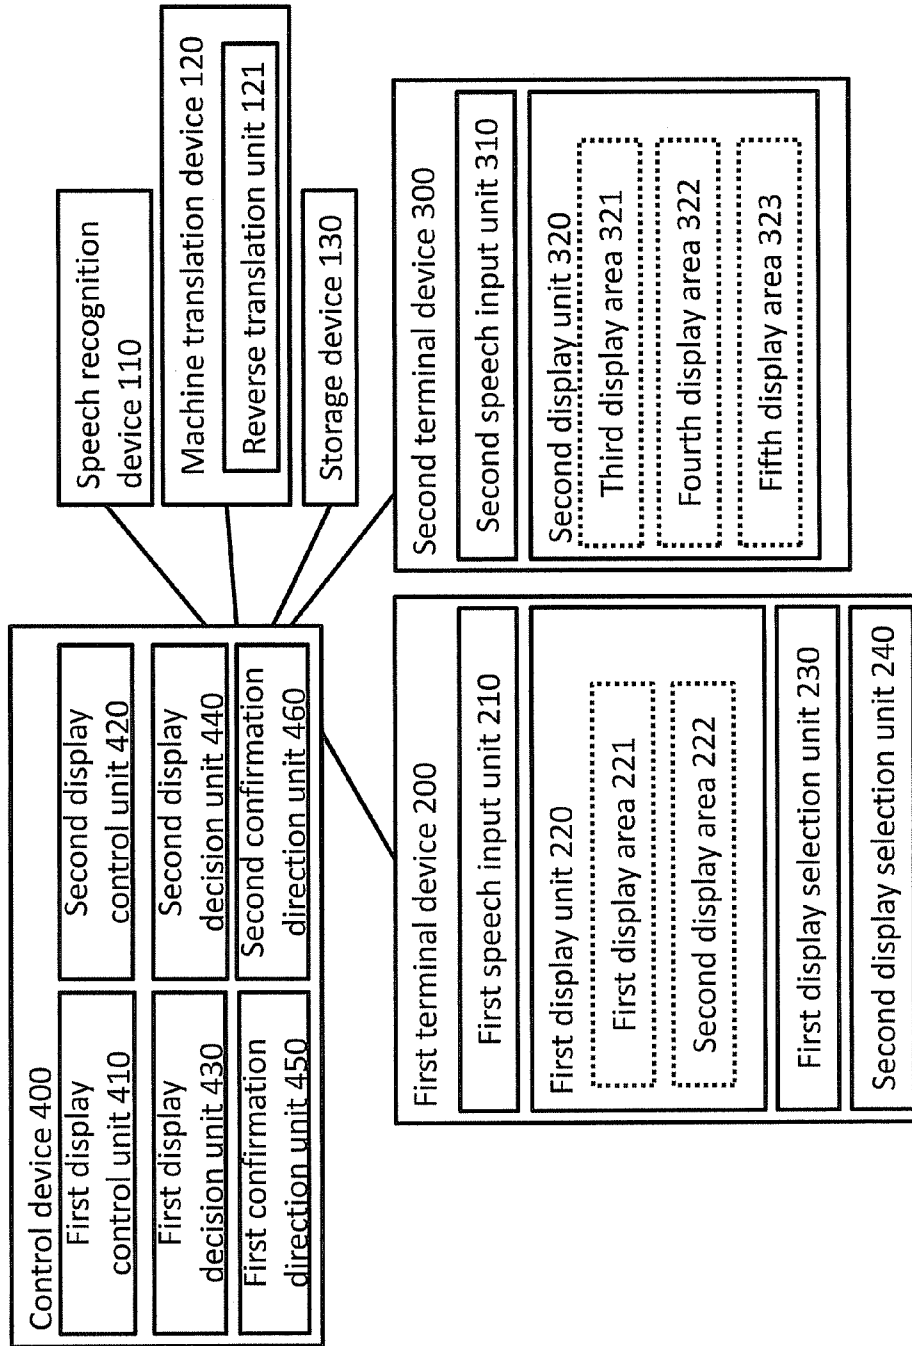 Control device 400
First display
control unit 410
Second display
control unit 420
First display
decision unit 430
Second display
decision unit 440
First confirmation
direction unit 450
Second confirmation
direction unit 460
Speech recognition
device 110
Machine translation device 120
Reverse translation unit 121
Storage device 130
First terminal device 200
First speech input unit 210
First display unit 220
First display area 221
Second display area 222
First display selection unit 230
Second display selection unit 240
Second terminal device 300
Second speech input unit 310
Second display unit 320
Third display area 321
Fourth display area 322
Fifth display area 323